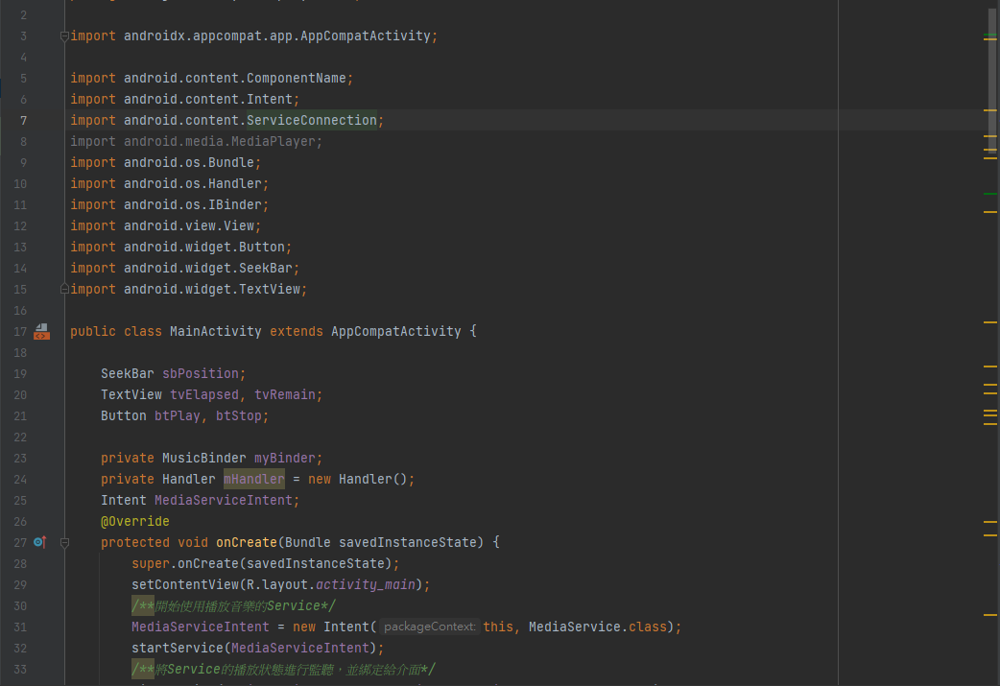 2
3 import androidx.appcompat.app.AppCompatActivity;
4
5 import android.content.ComponentName;
6 import android.content.Intent;
7 import android.content.ServiceConnection;
8 import android.media.MediaPlayer;
9 import android.os.Bundle;
10 import android.os.Handler;
11 import android.os.IBinder;
12 import android.view.View;
13 import android.widget.Button;
14 import android.widget.SeekBar;
15 import android.widget.TextView;
16
17 public class MainActivity extends AppCompatActivity {
18
19 SeekBar sbPosition;
20 TextView tvElapsed, tvRemain;
21 Button btPlay, btStop;
22
23 private MusicBinder myBinder;
24 private Handler mHandler = new Handler();
25 Intent MediaServiceIntent;
26 @Override
27 protected void onCreate(Bundle savedInstanceState) {
28 super.onCreate(savedInstanceState);
29 setContentView(R.layout.activity_main);
30 /**開始使用播放音樂的Service*/
31 MediaServiceIntent = new Intent( packageContext: this, MediaService.class);
32 startService(MediaServiceIntent);
33 /**將Service的播放狀態進行監聽，並綁定給介面*/